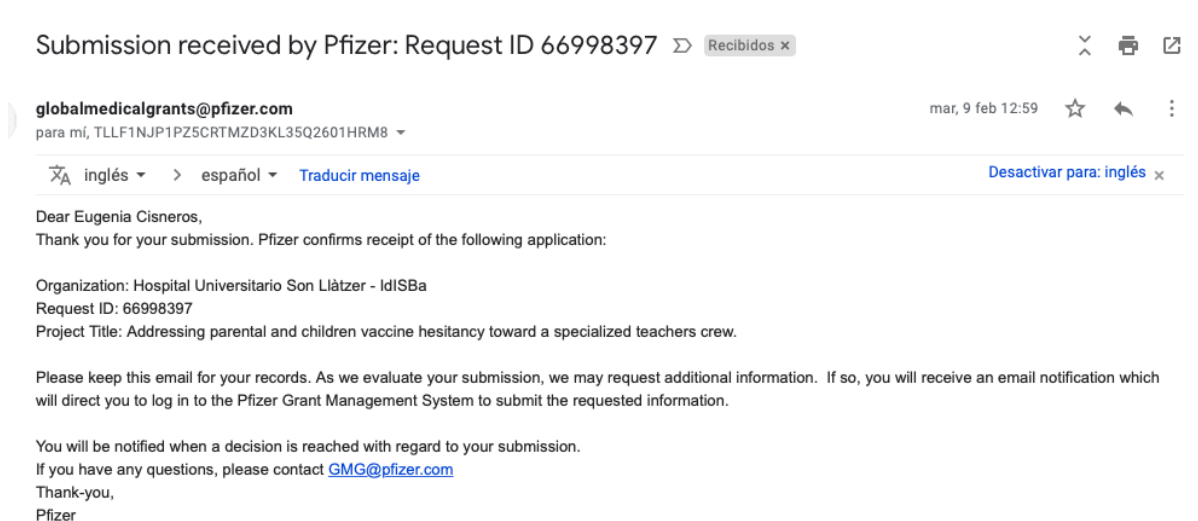 Submission received by Pfizer: Request ID 66998397 Recibidos ×
globalmedicalgrants@pfizer.com mar, 9 feb 12:59
para mí, TLLF1NJP1PZ5CRTMZD3KL35Q2601HRM8
inglés > español Traducir mensaje Desactivar para: inglés ×
Dear Eugenia Cisneros,
Thank you for your submission. Pfizer confirms receipt of the following application:
Organization: Hospital Universitario Son Llàtzer - IdISBa
Request ID: 66998397
Project Title: Addressing parental and children vaccine hesitancy toward a specialized teachers crew.
Please keep this email for your records. As we evaluate your submission, we may request additional information.  If so, you will receive an email notification which
will direct you to log in to the Pfizer Grant Management System to submit the requested information.
You will be notified when a decision is reached with regard to your submission.
If you have any questions, please contact GMG@pfizer.com
Thank-you,
Pfizer